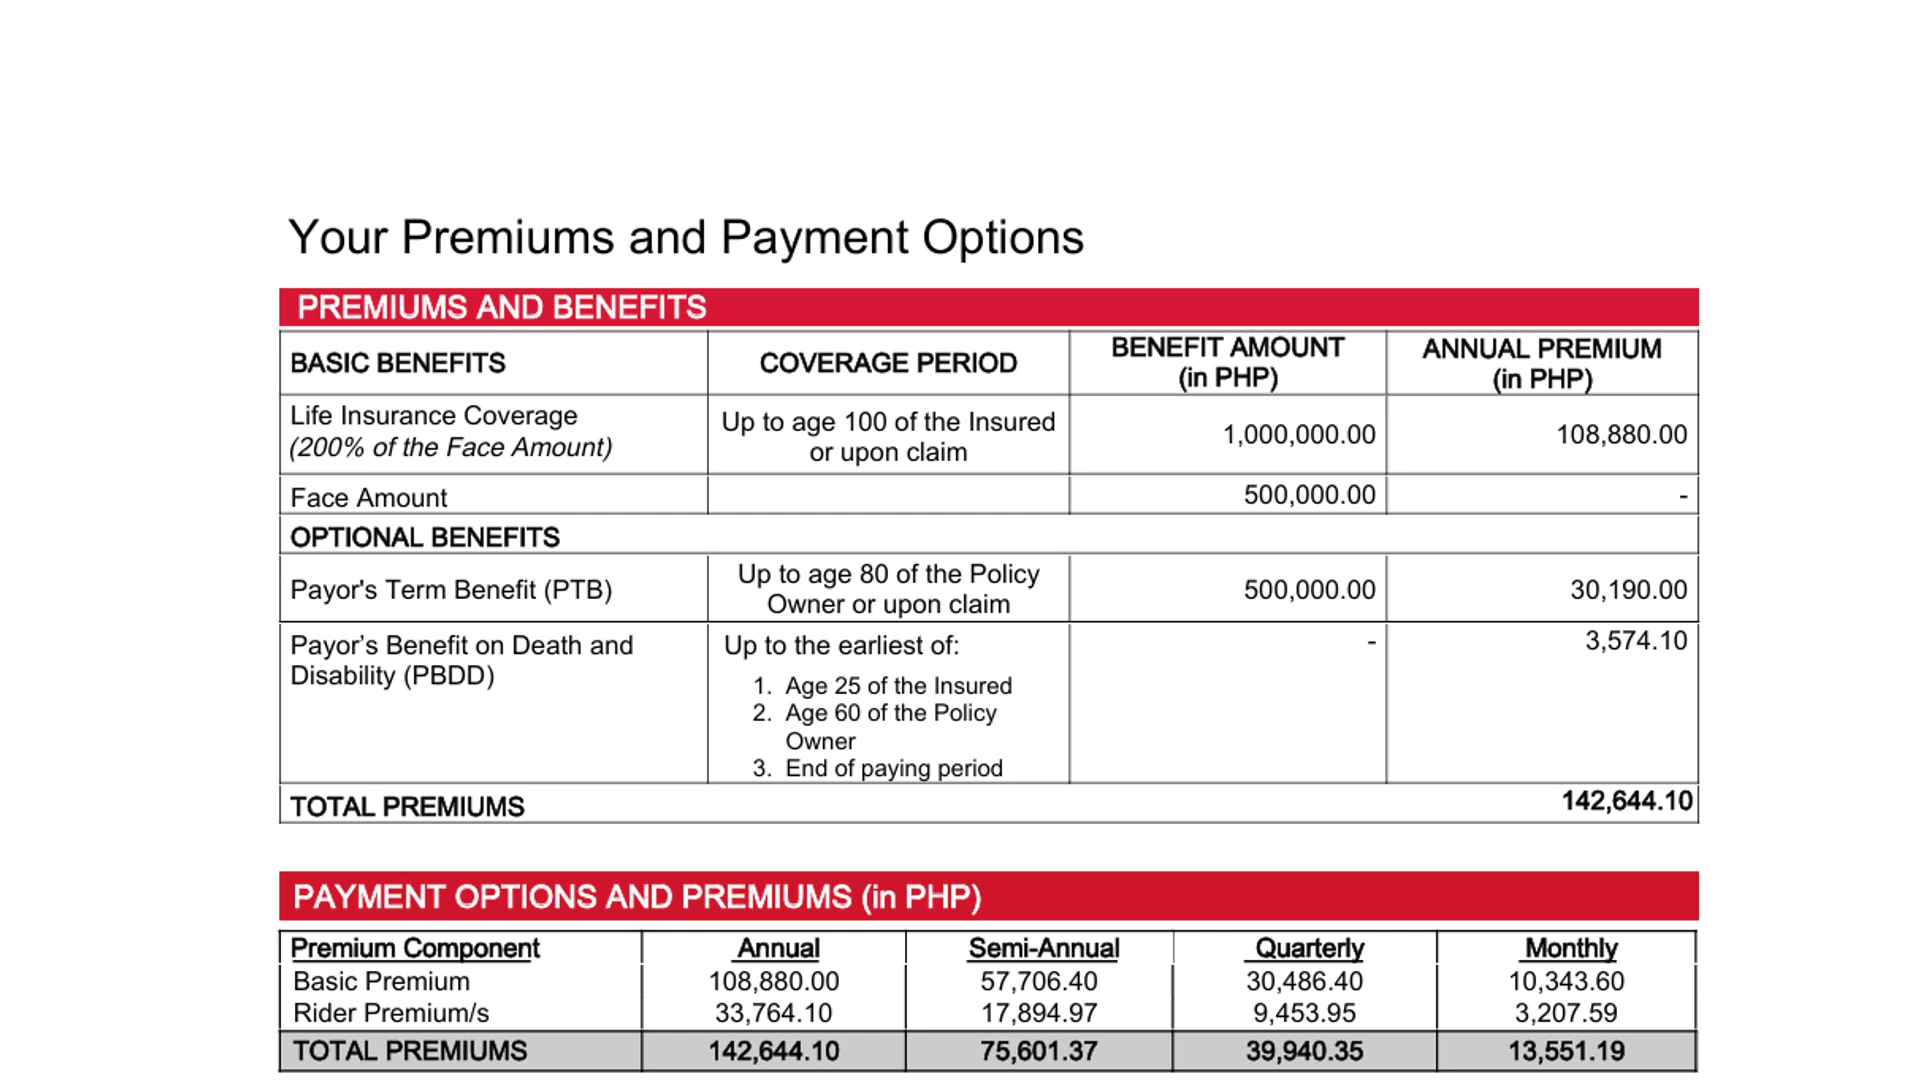 Your Premiums and Payment Options
PREMIUMS AND BENEFITS
BASIC BENEFITS COVERAGE PERIOD BENEFIT AMOUNT (in PHP) ANNUAL PREMIUM (in PHP)
Life Insurance Coverage
(200% of the Face Amount)
Up to age 100 of the Insured
or upon claim
1,000,000.00 108,880.00
Face Amount 500,000.00 -
OPTIONAL BENEFITS
Payor's Term Benefit (PTB)
Up to age 80 of the Policy
Owner or upon claim
500,000.00 30,190.00
Payor’s Benefit on Death and
Disability (PBDD)
Up to the earliest of:
1. Age 25 of the Insured
2. Age 60 of the Policy
Owner
3. End of paying period
- 3,574.10
TOTAL PREMIUMS 142,644.10
PAYMENT OPTIONS AND PREMIUMS (in PHP)
Premium Component Annual Semi-Annual Quarterly Monthly
Basic Premium 108,880.00 57,706.40 30,486.40 10,343.60
Rider Premium/s 33,764.10 17,894.97 9,453.95 3,207.59
TOTAL PREMIUMS 142,644.10 75,601.37 39,940.35 13,551.19